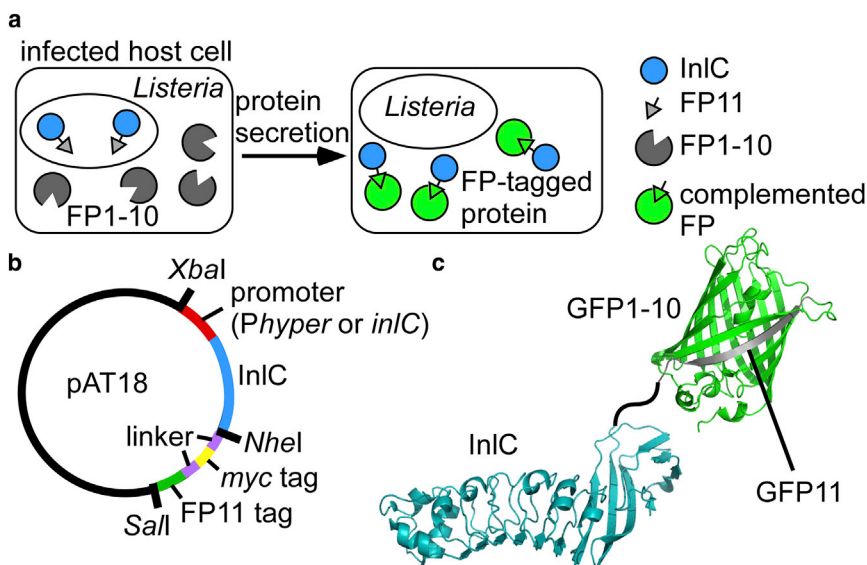 a
infected host cell
Listeria
FP1-10
protein
secretion
Listeria
FP-tagged
protein
InlC
FP11
FP1-10
complemented
FP
b
XbaI
promoter
(Phyper or inlC)
pAT18
InlC
linker
NheI
myc tag
FP11 tag
SalI
c
GFP1-10
InlC
GFP11